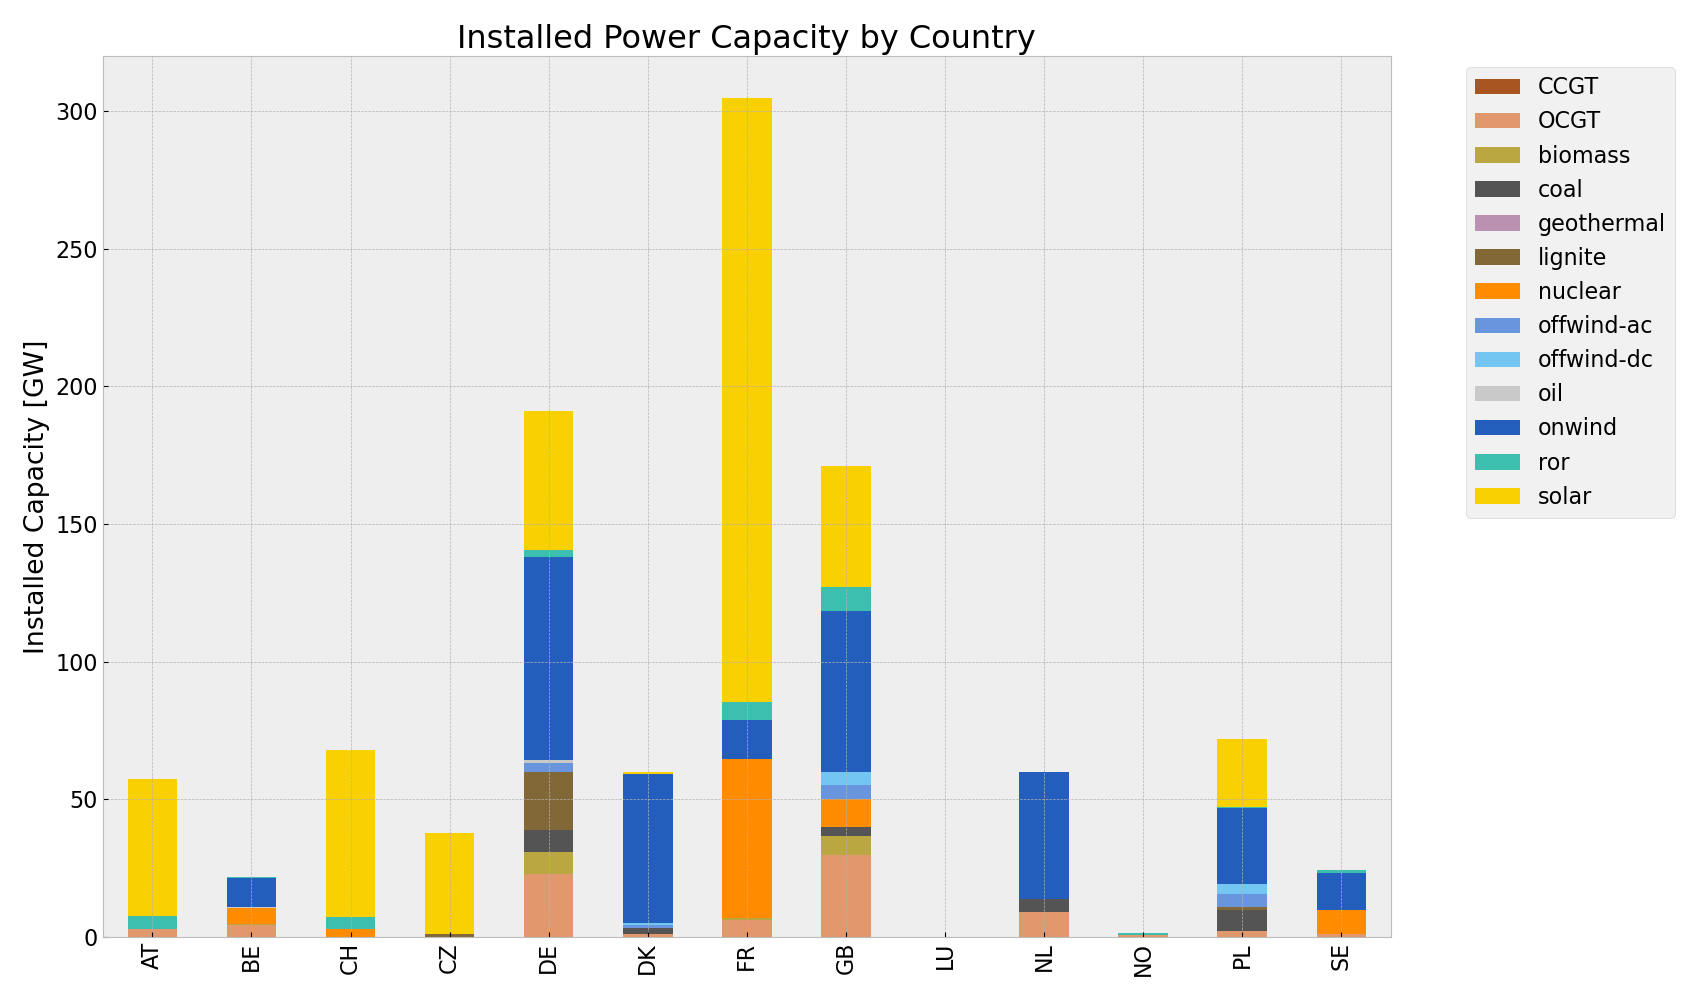 Installed Power Capacity by Country
Installed Capacity [GW]
300
250
200
150
100
50
0
AT
BE
CH
CZ
DE
DK
FR
GB
LU
NL
NO
PL
SE
CCGT
OCGT
biomass
coal
geothermal
lignite
nuclear
offwind-ac
offwind-dc
oil
onwind
ror
solar